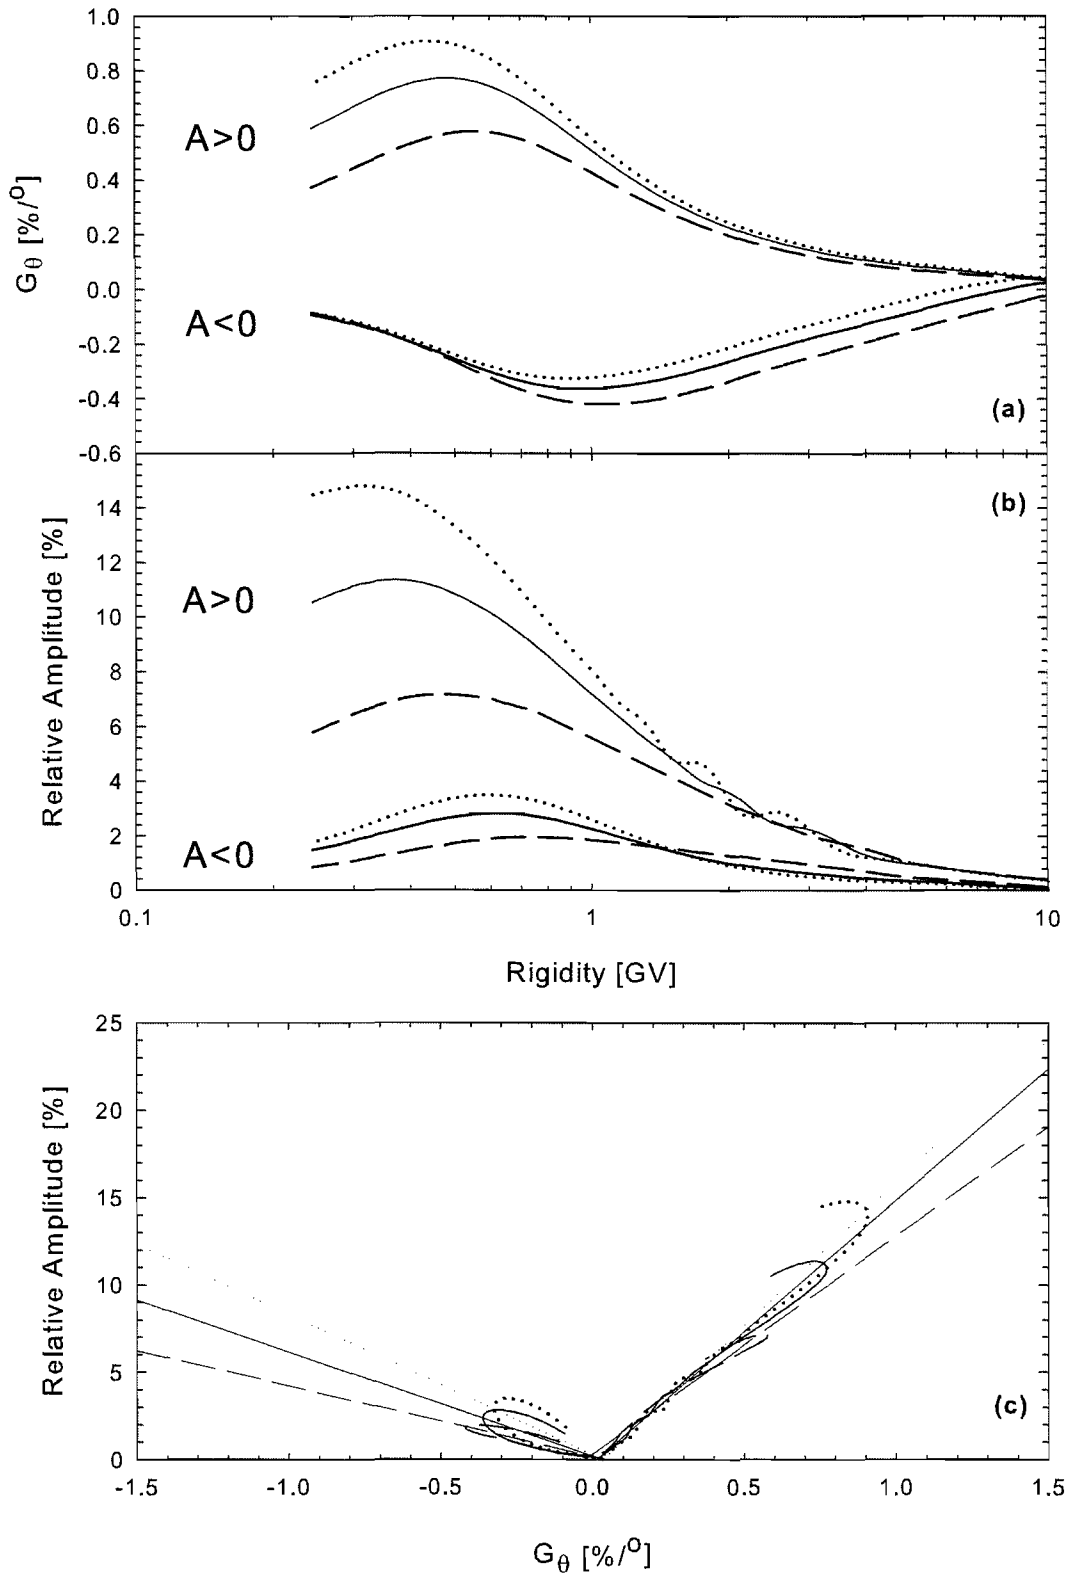 1.0
0.8
0.6
0.4
0.2
0.0
-0.2
-0.4
-0.6
Gθ [%/º]
A>0
A<0
(a)
14
12
10
8
6
4
2
0
Relative Amplitude [%]
A>0
A<0
(b)
0.1 1 10
Rigidity [GV]
25
20
15
10
5
0
Relative Amplitude [%]
(c)
-1.5 -1.0 -0.5 0.0 0.5 1.0 1.5
Gθ [%/º]